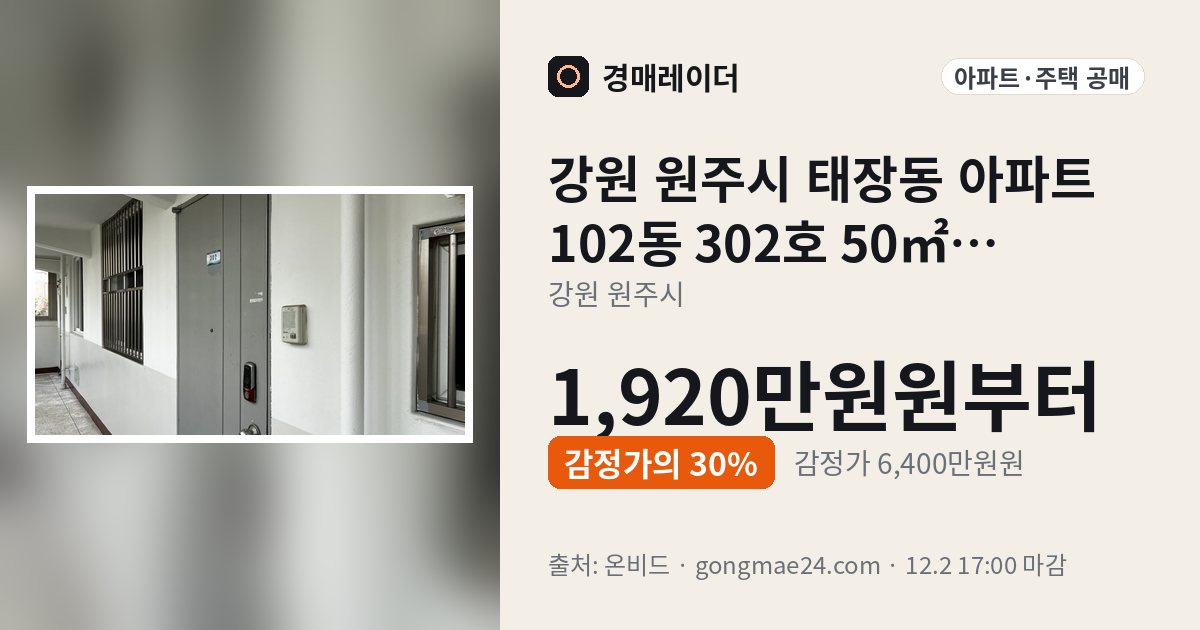 경매레이더
아파트·주택 공매
강원 원주시 태장동 아파트
102동 302호 50㎡…
강원 원주시
1,920만원원부터
감정가의 30%
감정가 6,400만원원
출처: 온비드 · gongmae24.com · 12.2 17:00 마감
302